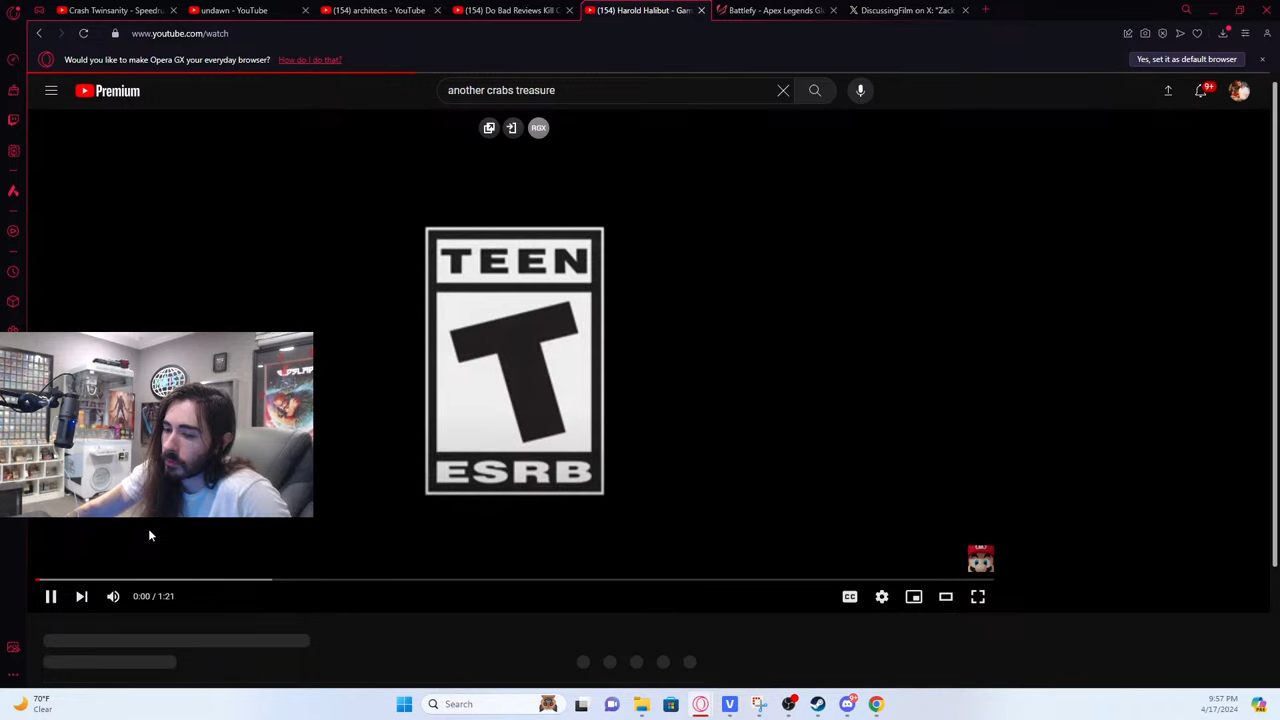 Crash Twinsanity - Speedru
undawn - YouTube
(154) architects - YouTube
(154) Do Bad Reviews Kill C
(154) Harold Halibut - Gam
Battlefy - Apex Legends Gl
DiscussingFilm on X: "Zack
www.youtube.com/watch
Would you like to make Opera GX your everyday browser? How do I do that? Yes, set it as default browser
Premium
another crabs treasure
9+
RGX
TEEN
T
ESRB
0:00 / 1:21
CC
70°F
Clear
Search
9:57 PM
4/17/2024